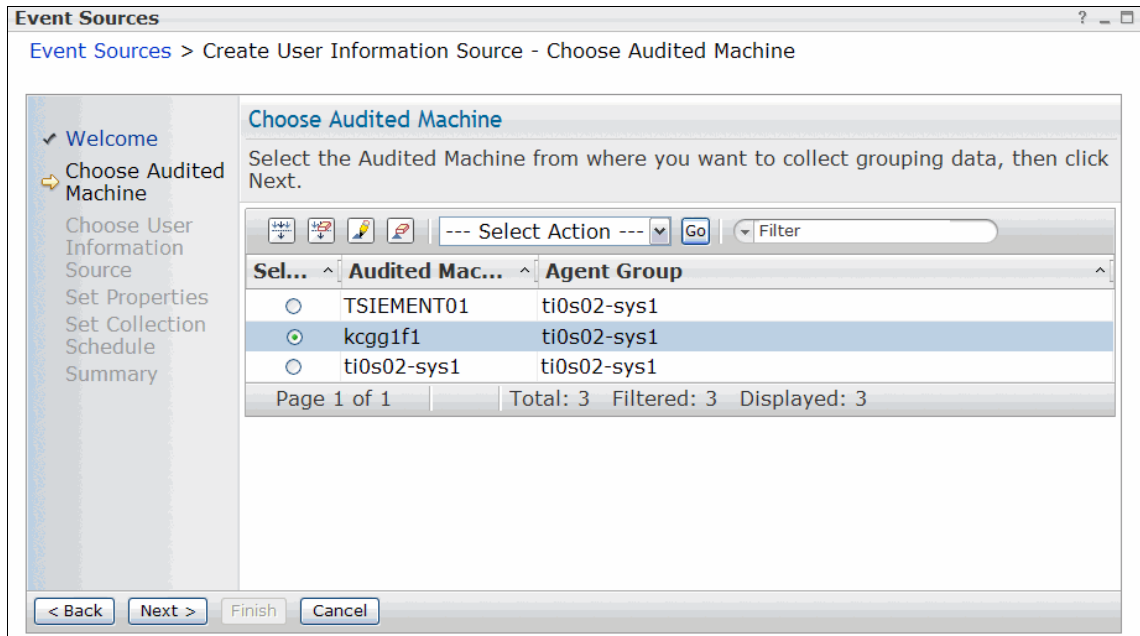 Event Sources
?
Event Sources > Create User Information Source - Choose Audited Machine
Welcome
Choose Audited
Machine
Choose User
Information
Source
Set Properties
Set Collection
Schedule
Summary
Choose Audited Machine
Select the Audited Machine from where you want to collect grouping data, then click
Next.
--- Select Action --- Go Filter
Sel... ^ Audited Mac... ^ Agent Group ^
TSIEMENT01 ti0s02-sys1
kcgg1f1 ti0s02-sys1
ti0s02-sys1 ti0s02-sys1
Page 1 of 1 Total: 3 Filtered: 3 Displayed: 3
< Back Next > Finish Cancel